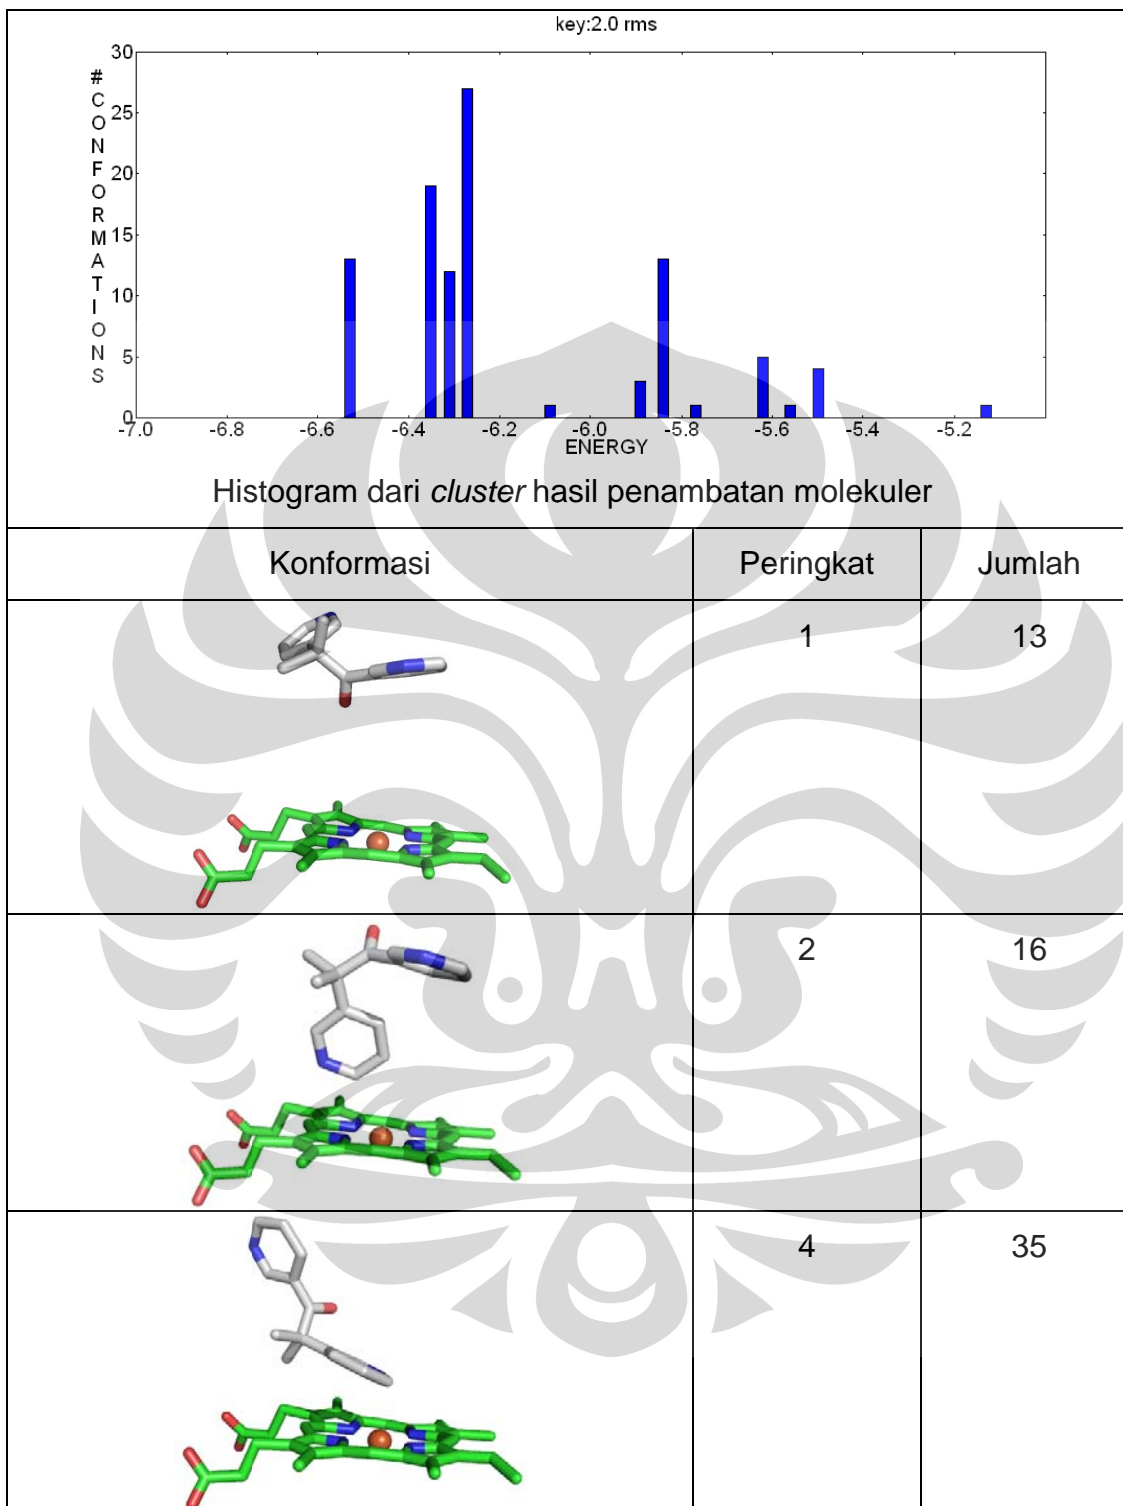 key:2.0 rms
30
25
20
15
10
5
0
#CONFORMATIONS
-7.0 -6.8 -6.6 -6.4 -6.2 -6.0 -5.8 -5.6 -5.4 -5.2
ENERGY
Histogram dari cluster hasil penambatan molekuler
Konformasi Peringkat Jumlah
1 13
2 16
4 35